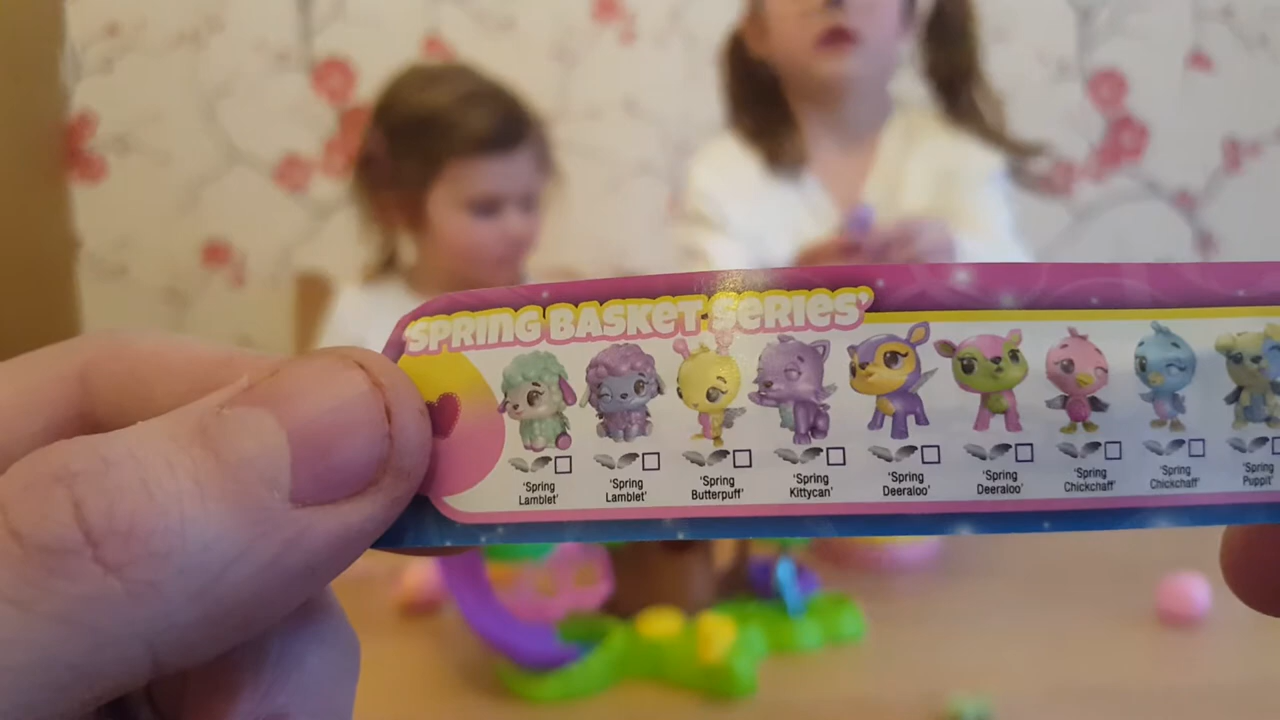 'SPRING BASKET SERIES'
'Spring Lamblet'
'Spring Lamblet'
'Spring Butterpuff'
'Spring Kittycan'
'Spring Deeraloo'
'Spring Deeraloo'
'Spring Chickchaff'
'Spring Chickchaff'
'Spring Puppit'